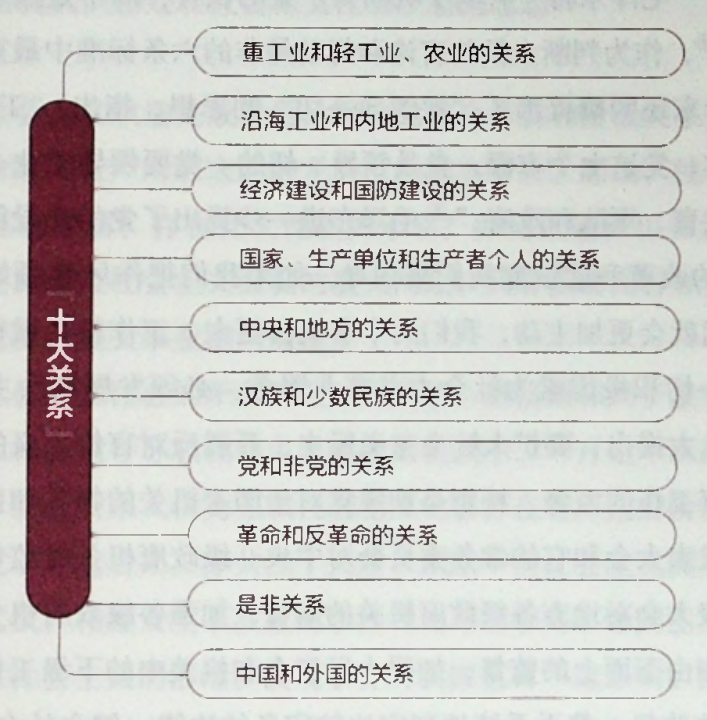 十大关系
重工业和轻工业、农业的关系
沿海工业和内地工业的关系
经济建设和国防建设的关系
国家、生产单位和生产者个人的关系
中央和地方的关系
汉族和少数民族的关系
党和非党的关系
革命和反革命的关系
是非关系
中国和外国的关系